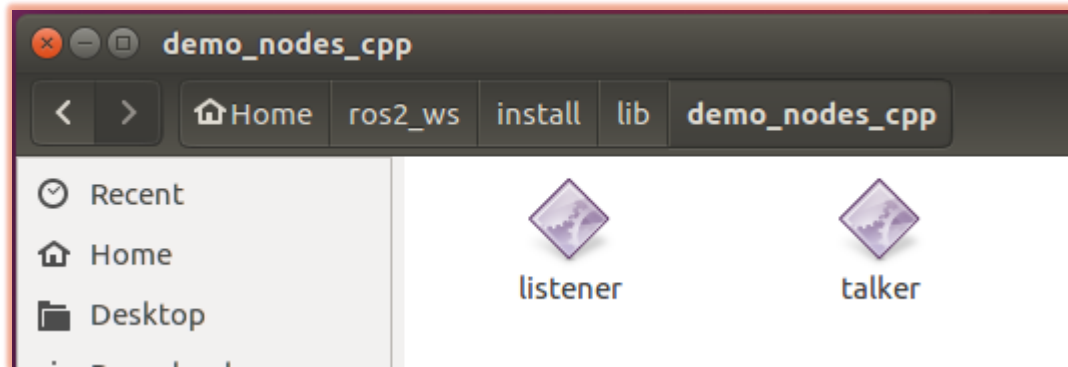 demo_nodes_cpp
Home ros2_ws install lib demo_nodes_cpp
Recent
Home
Desktop
listener talker